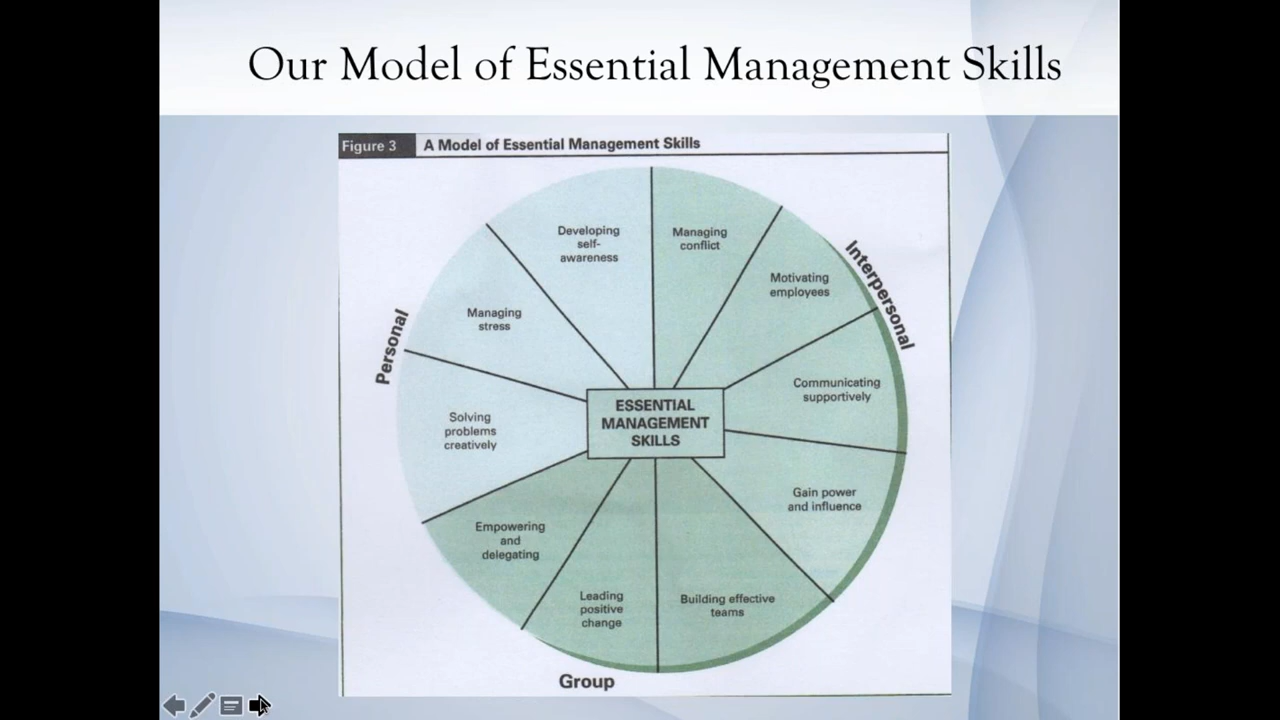 Our Model of Essential Management Skills
Figure 3
A Model of Essential Management Skills
Developing
self-
awareness
Managing
conflict
Motivating
employees
Interpersonal
Managing
stress
Personal
Communicating
supportively
ESSENTIAL
MANAGEMENT
SKILLS
Solving
problems
creatively
Gain power
and influence
Empowering
and
delegating
Leading
positive
change
Building effective
teams
Group